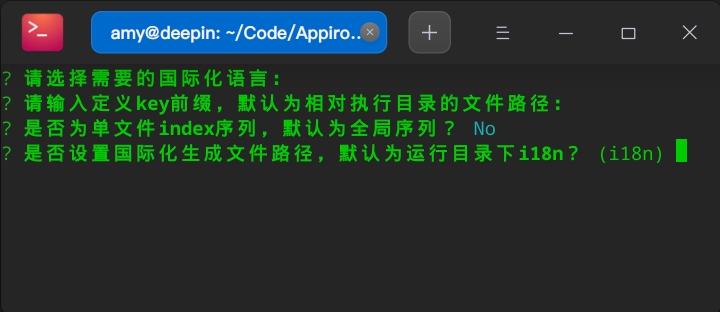 amy@deepin: ~/Code/Appiro...
? 请选择需要的国际化语言:
? 请输入定义key前缀，默认为相对执行目录的文件路径:
? 是否为单文件index序列，默认为全局序列？ No
? 是否设置国际化生成文件路径，默认为运行目录下i18n? (i18n)